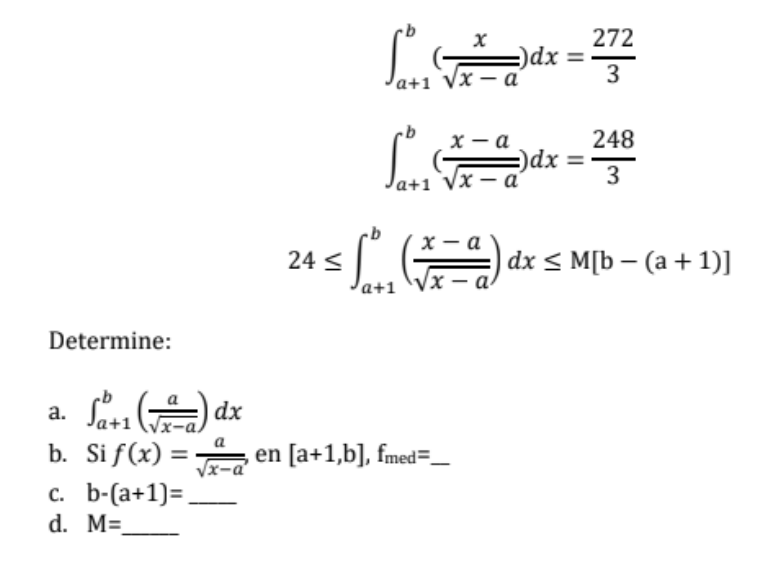 ∫_{a+1}^{b} (x/√(x − a))dx = 272/3
∫_{a+1}^{b} ((x − a)/√(x − a))dx = 248/3
24 ≤ ∫_{a+1}^{b} ((x − a)/√(x − a)) dx ≤ M[b − (a + 1)]
Determine:
a. ∫_{a+1}^{b} (a/√(x−a)) dx
b. Si f(x) = a/√(x−a), en [a+1,b], fmed=__
c. b-(a+1)= ____
d. M=_____